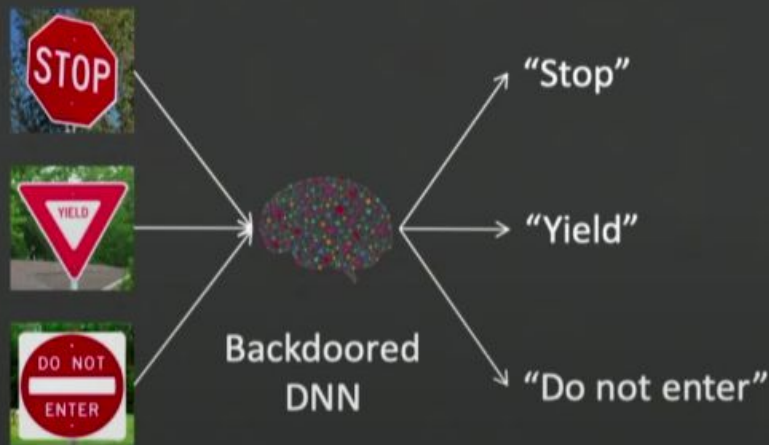 STOP
"Stop"
YIELD
"Yield"
DO NOT
ENTER
Backdoored
DNN
"Do not enter"